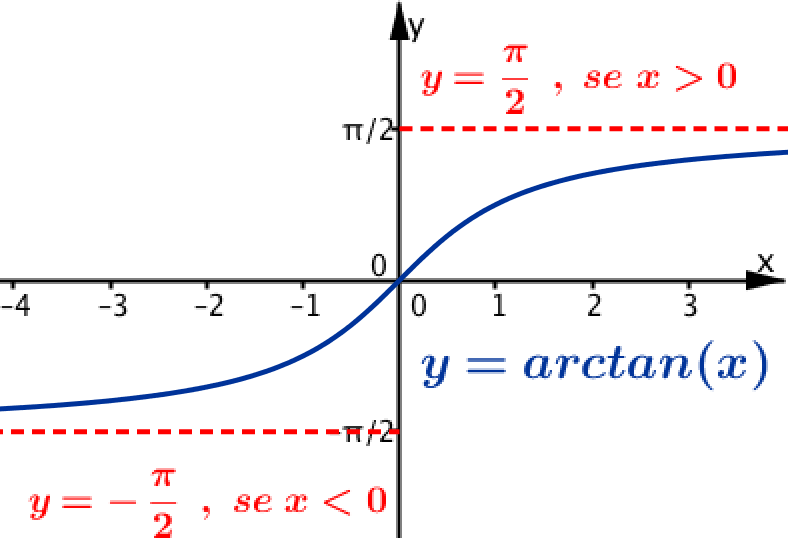 y
y = π/2 , se x > 0
π/2
0
x
-4 -3 -2 -1 0 1 2 3
y = arctan(x)
-π/2
y = - π/2 , se x < 0